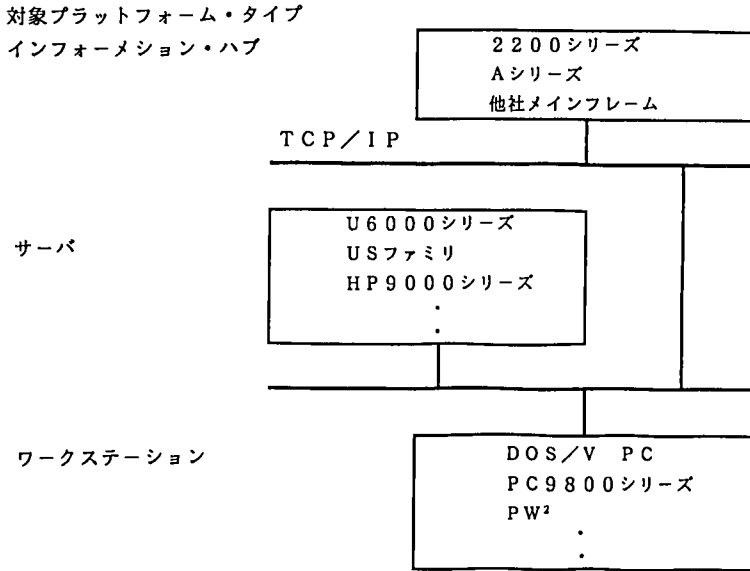 対象プラットフォーム・タイプ
インフォーメション・ハブ
2200シリーズ
Aシリーズ
他社メインフレーム
TCP/IP
サーバ
U6000シリーズ
USファミリ
HP9000シリーズ
・
・
ワークステーション
DOS/V PC
PC9800シリーズ
PW²
・
・